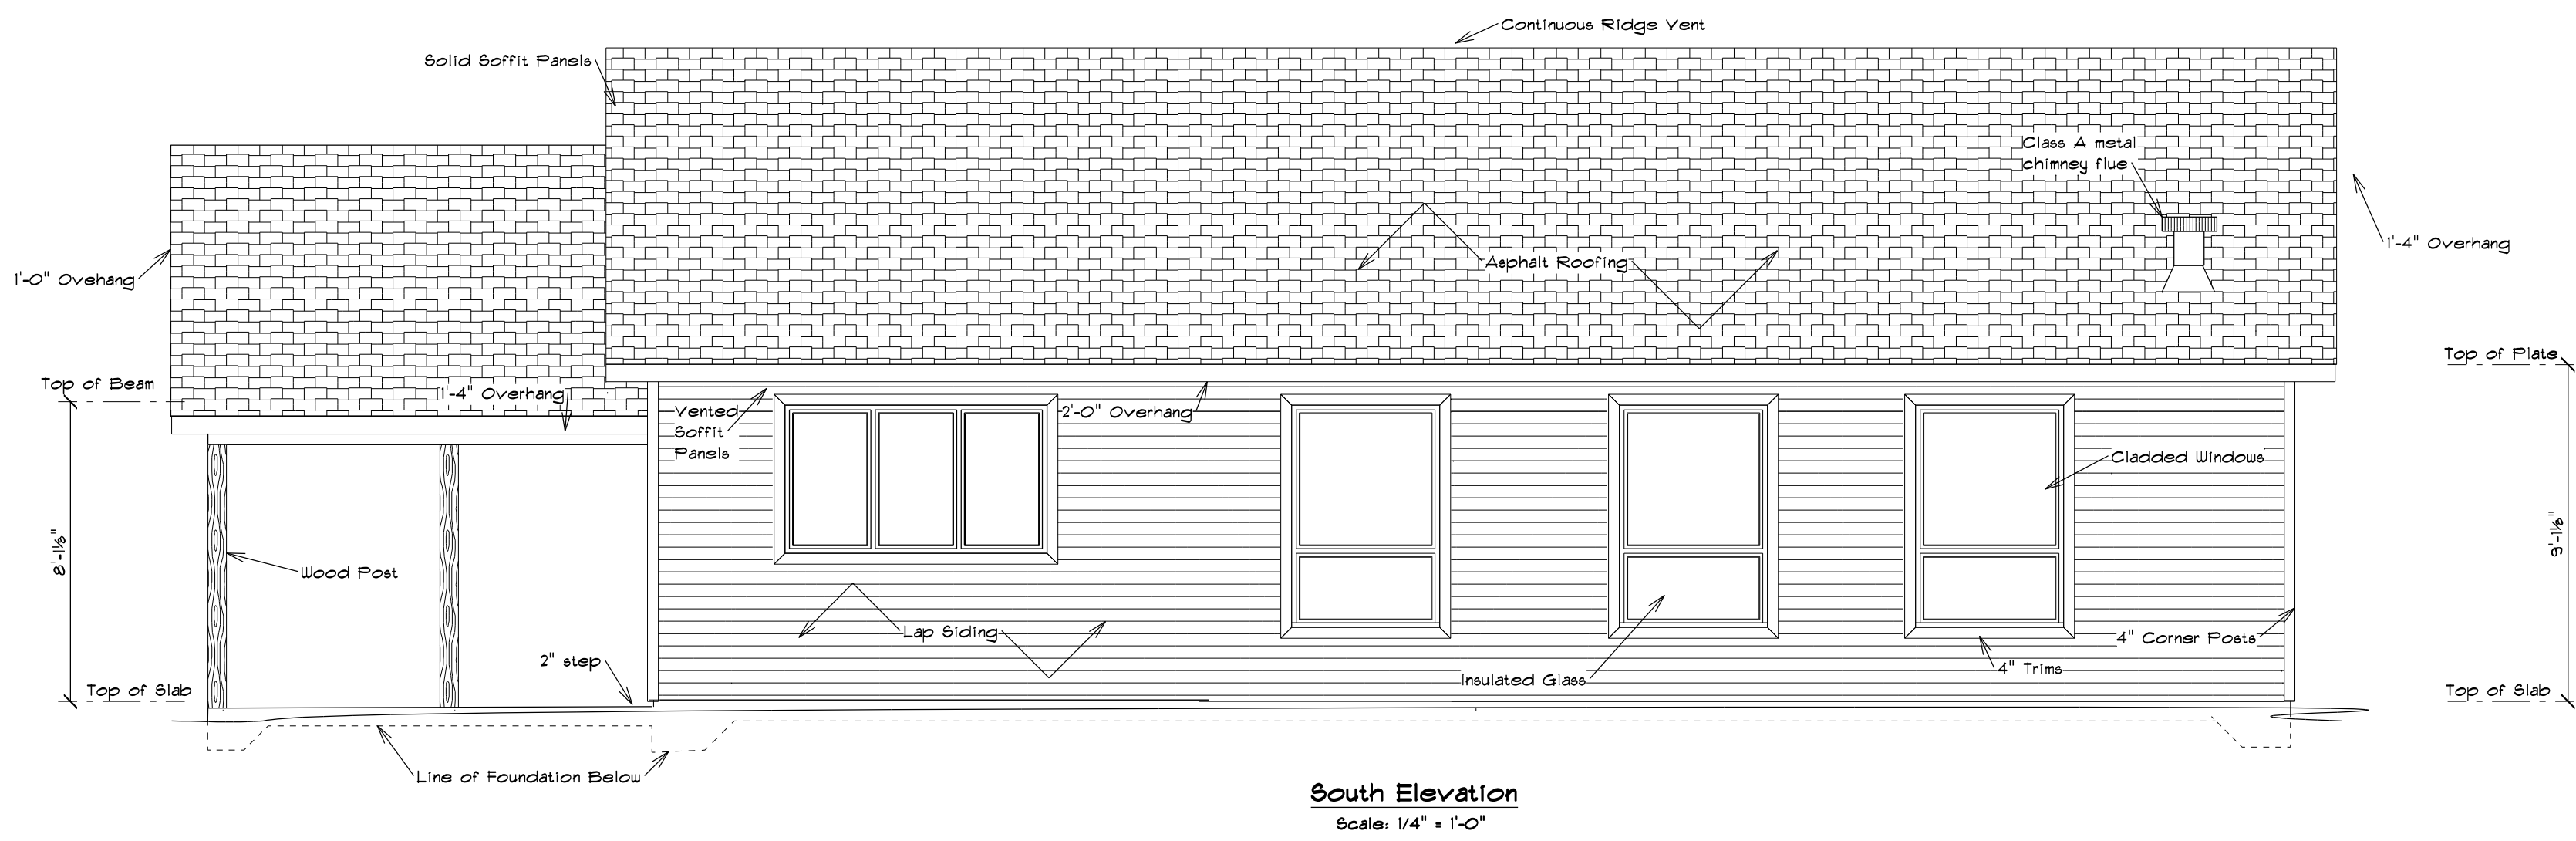 Continuous Ridge Vent
Solid Soffit Panels
Class A metal
chimney flue
1'-4" Overhang
Asphalt Roofing
1'-0" Ovehang
Top of Plate
Top of Beam
1'-4" Overhang
Vented
Soffit
Panels
2'-0" Overhang
Cladded Windows
8'-1⅛"
9'-1⅛"
Wood Post
Lap Siding
4" Corner Posts
2" step
4" Trims
Insulated Glass
Top of Slab
Top of Slab
Line of Foundation Below
South Elevation
Scale: 1/4" = 1'-0"